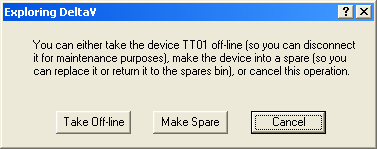 Exploring DeltaV
You can either take the device TT01 off-line (so you can disconnect
it for maintenance purposes), make the device into a spare (so you
can replace it or return it to the spares bin), or cancel this operation.
Take Off-line Make Spare Cancel